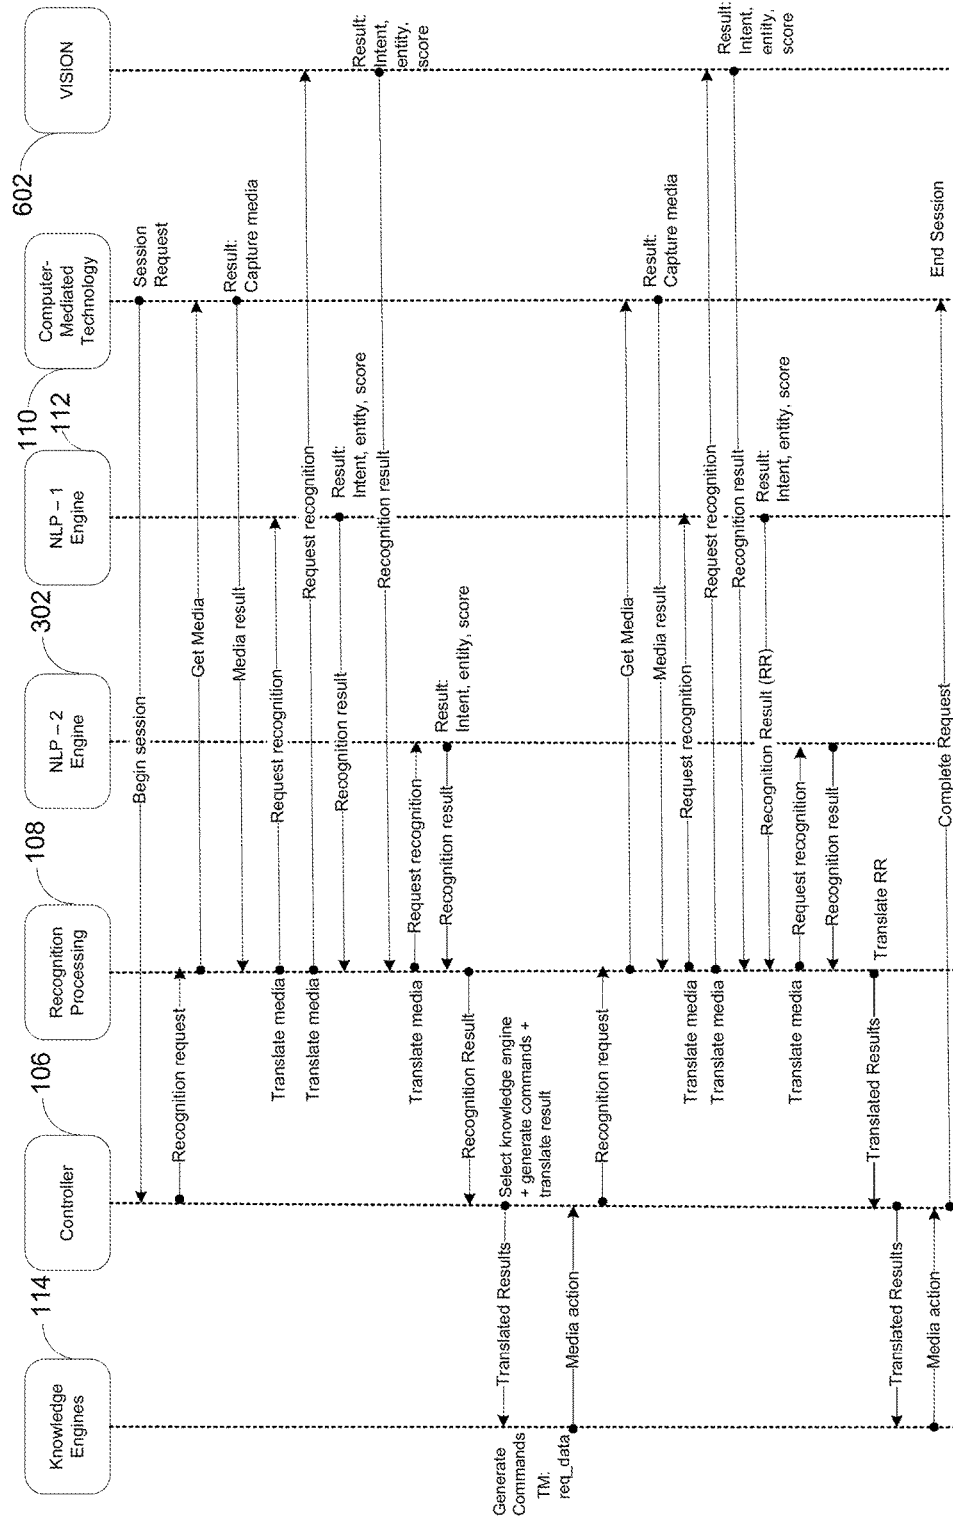 Knowledge
Engines
114
Controller
106
Recognition
Processing
108
NLP – 2
Engine
302
NLP – 1
Engine
112
110
Computer-
Mediated
Technology
602
VISION
Session
Request
Begin session
Recognition request
Get Media
Result:
Capture media
Media result
Translate media
Request recognition
Translate media
Request recognition
Result:
Intent, entity, score
Recognition result
Result:
Intent,
entity,
score
Recognition result
Translate media
Request recognition
Result:
Intent, entity, score
Recognition result
Recognition Result
Select knowledge engine
+ generate commands +
translate result
Translated Results
Generate
Commands
TM:
req_data
Media action
Recognition request
Get Media
Result:
Capture media
Media result
Translate media
Request recognition
Translate media
Request recognition
Result:
Intent,
entity,
score
Recognition result
Result:
Intent, entity, score
Recognition Result (RR)
Translate media
Request recognition
Recognition result
Translate RR
Translated Results
Translated Results
Media action
Complete Request
End Session